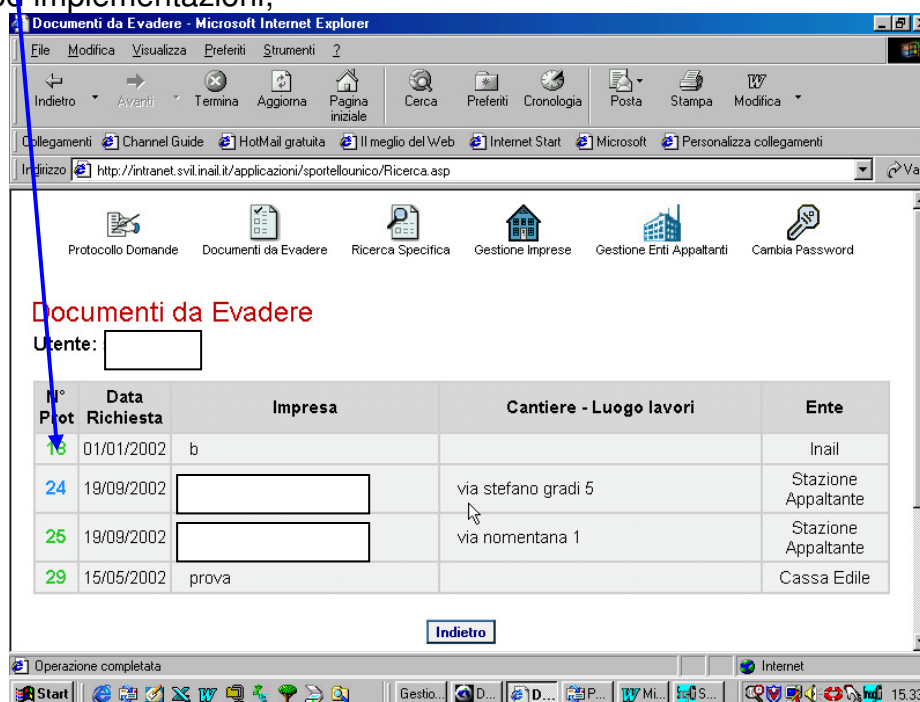 implementazioni;
Documenti da Evadere - Microsoft Internet Explorer
File Modifica Visualizza Preferiti Strumenti ?
Indietro Avanti Termina Aggiorna Pagina iniziale Cerca Preferiti Cronologia Posta Stampa Modifica
Collegamenti Channel Guide HotMail gratuita Il meglio del Web Internet Start Microsoft Personalizza collegamenti
Indirizzo http://intranet.svil.inail.it/applicazioni/sportellounico/Ricerca.asp
Protocollo Domande Documenti da Evadere Ricerca Specifica Gestione Imprese Gestione Enti Appaltanti Cambia Password
Documenti da Evadere
Utente:
N° Prot Data Richiesta Impresa Cantiere - Luogo lavori Ente
01/01/2002 b Inail
24 19/09/2002 via stefano gradi 5 Stazione Appaltante
25 19/09/2002 via nomentana 1 Stazione Appaltante
29 15/05/2002 prova Cassa Edile
Indietro
Operazione completata Internet
Start Gestio... D... D... P... Mi... S... 15.33